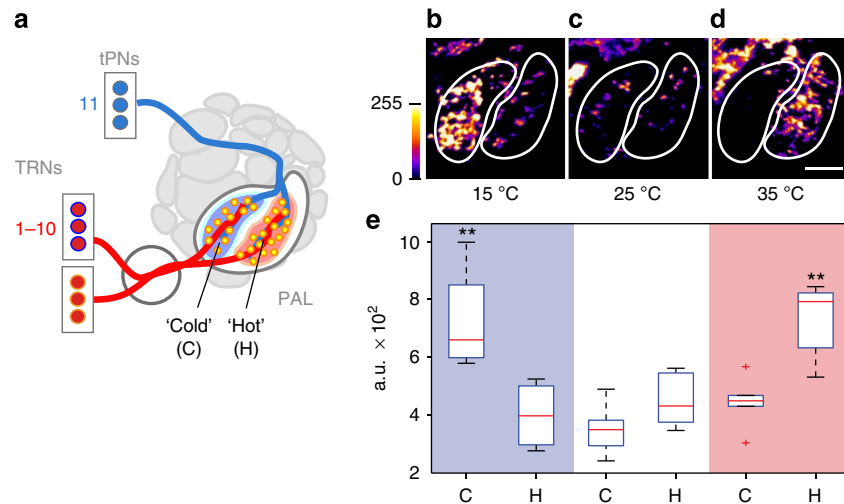 a
tPNs
11
TRNs
1–10
'Cold'
(C)
'Hot'
(H)
PAL
b
c
d
255
0
15 °C
25 °C
35 °C
e
a.u. × 10²
10
8
6
4
2
**
**
C
H
C
H
C
H